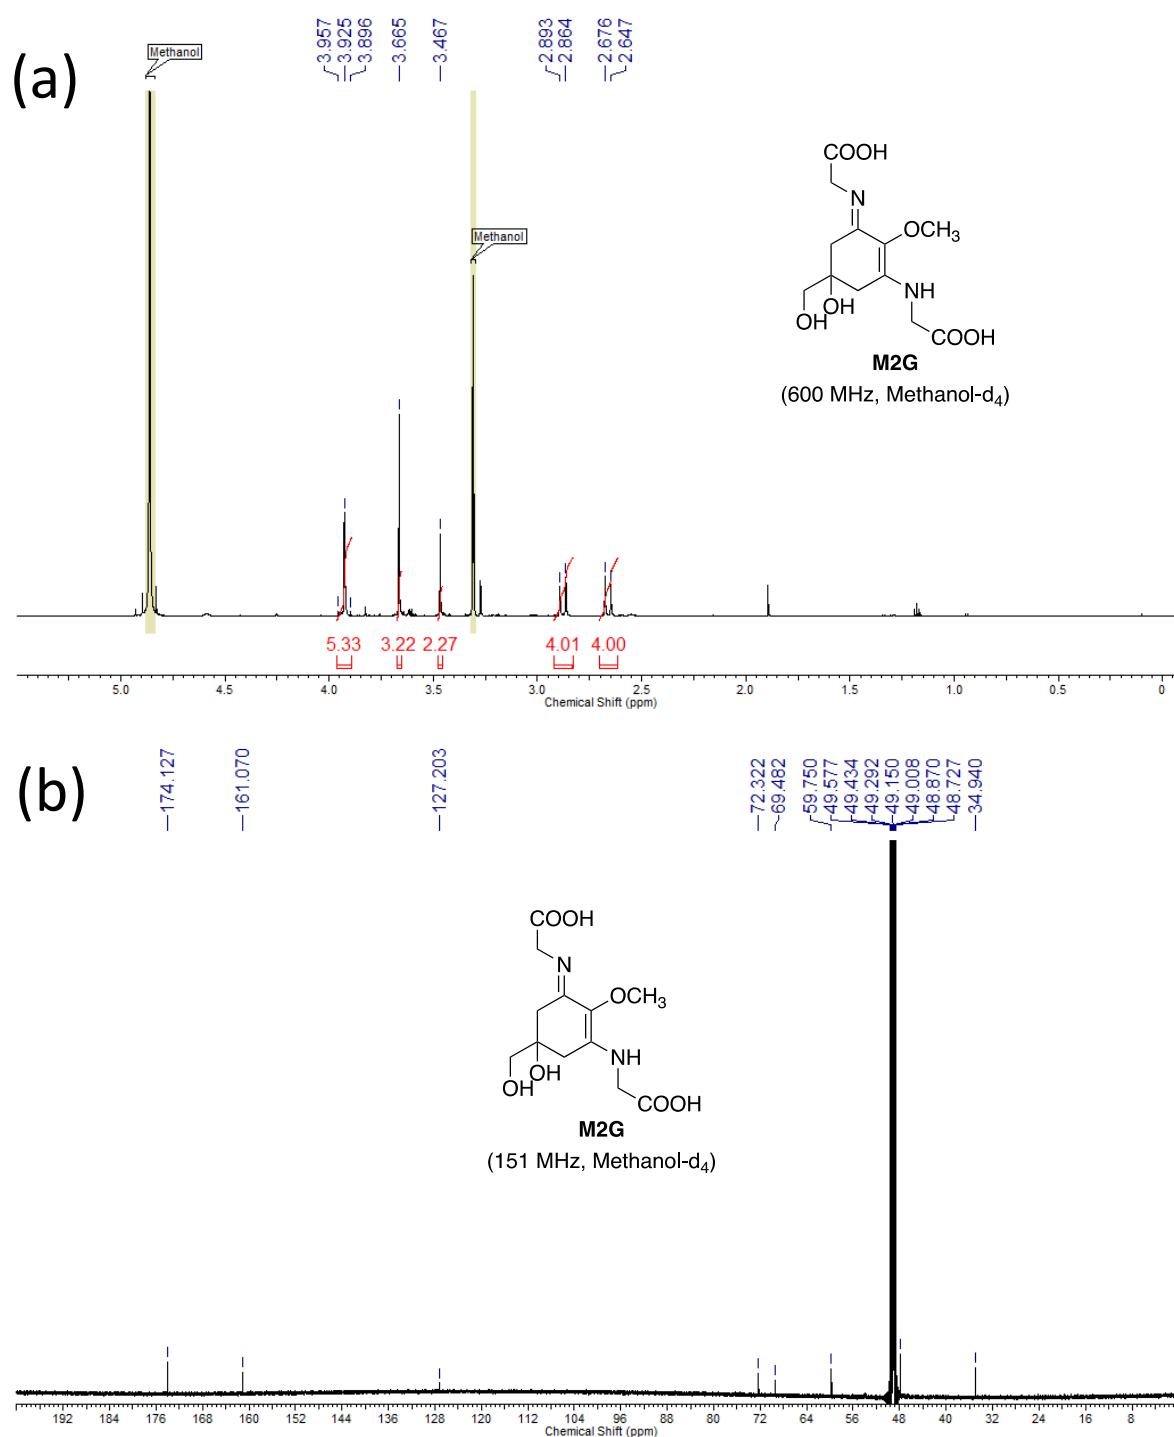 (a)
Methanol
3.957
3.925
3.896
3.665
3.467
2.893
2.864
2.676
2.647
Methanol
COOH
N
OCH3
NH
OH
OH
COOH
M2G
(600 MHz, Methanol-d4)
5.33 3.22 2.27 4.01 4.00
5.0 4.5 4.0 3.5 3.0 2.5 2.0 1.5 1.0 0.5 0
Chemical Shift (ppm)
(b)
174.127
161.070
127.203
72.322
69.482
59.750
49.577
49.434
49.292
49.150
49.008
48.870
48.727
34.940
COOH
N
OCH3
NH
OH
OH
COOH
M2G
(151 MHz, Methanol-d4)
192 184 176 168 160 152 144 136 128 120 112 104 96 88 80 72 64 56 48 40 32 24 16 8
Chemical Shift (ppm)